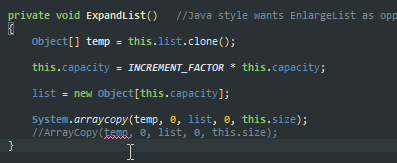 private void ExpandList()   //Java style wants EnlargeList as opp
{
Object[] temp = this.list.clone();
this.capacity = INCREMENT_FACTOR * this.capacity;
list = new Object[this.capacity];
System.arraycopy(temp, 0, list, 0, this.size);
//ArrayCopy(temp, 0, list, 0, this.size);
}